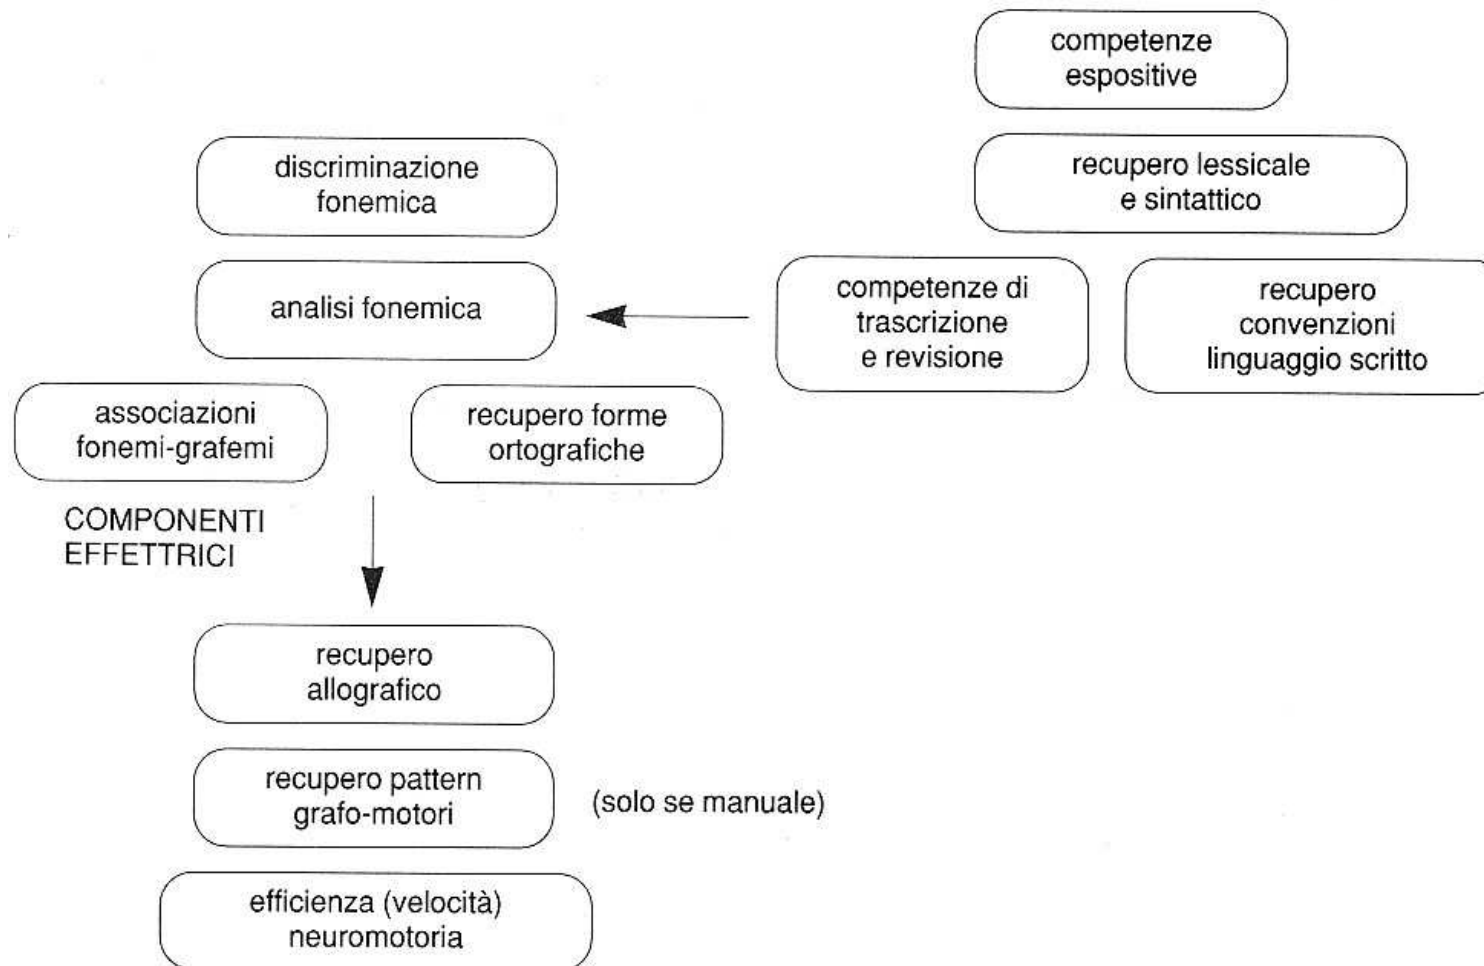 competenze
espositive
discriminazione
fonemica
recupero lessicale
e sintattico
analisi fonemica
competenze di
trascrizione
e revisione
recupero
convenzioni
linguaggio scritto
associazioni
fonemi-grafemi
recupero forme
ortografiche
COMPONENTI
EFFETTRICI
recupero
allografico
recupero pattern
grafo-motori
(solo se manuale)
efficienza (velocità)
neuromotoria